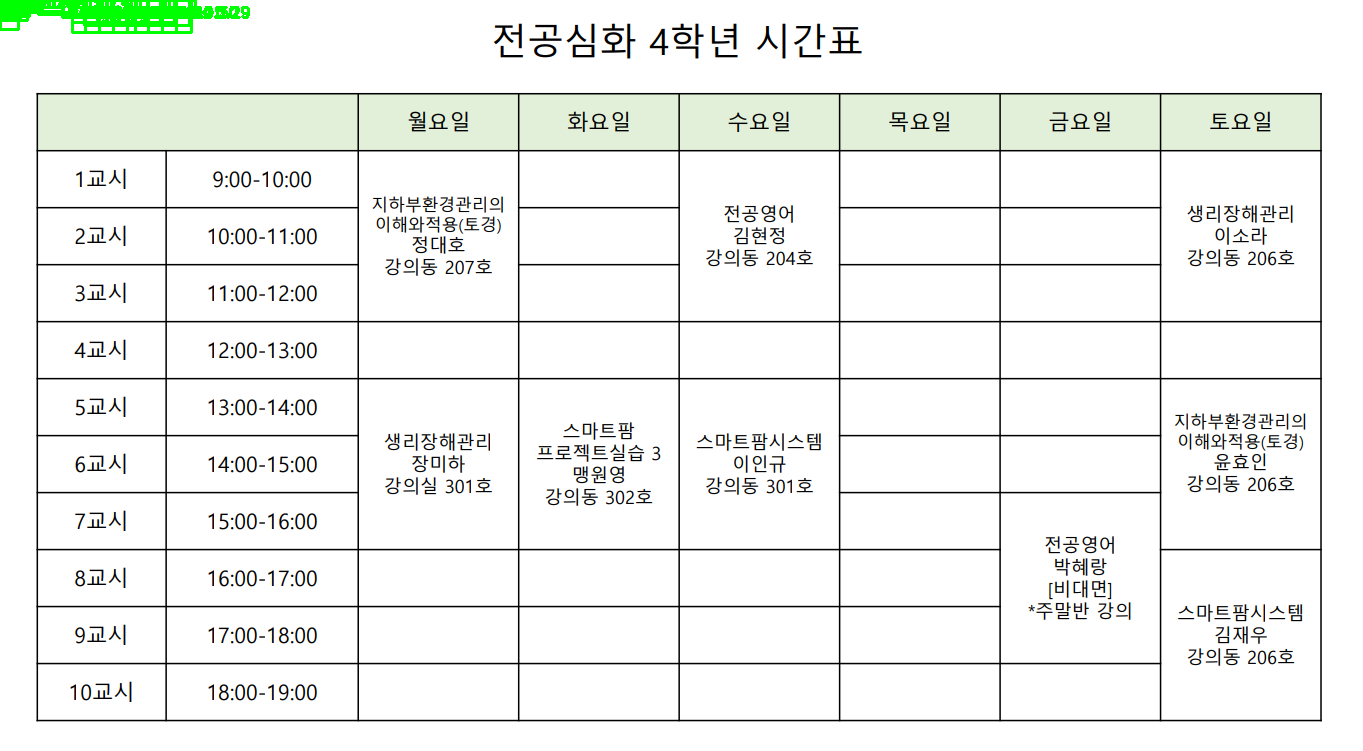 전공심화 4학년 시간표
월요일 화요일 수요일 목요일 금요일 토요일
1교시 9:00-10:00
2교시 10:00-11:00
3교시 11:00-12:00
지하부환경관리의
이해와적용(토경)
정대호
강의동 207호
전공영어
김현정
강의동 204호
생리장해관리
이소라
강의동 206호
4교시 12:00-13:00
5교시 13:00-14:00
6교시 14:00-15:00
7교시 15:00-16:00
생리장해관리
장미하
강의실 301호
스마트팜
프로젝트실습 3
맹원영
강의동 302호
스마트팜시스템
이인규
강의동 301호
지하부환경관리의
이해와적용(토경)
윤효인
강의동 206호
전공영어
박혜랑
[비대면]
*주말반 강의
8교시 16:00-17:00
9교시 17:00-18:00
10교시 18:00-19:00
스마트팜시스템
김재우
강의동 206호